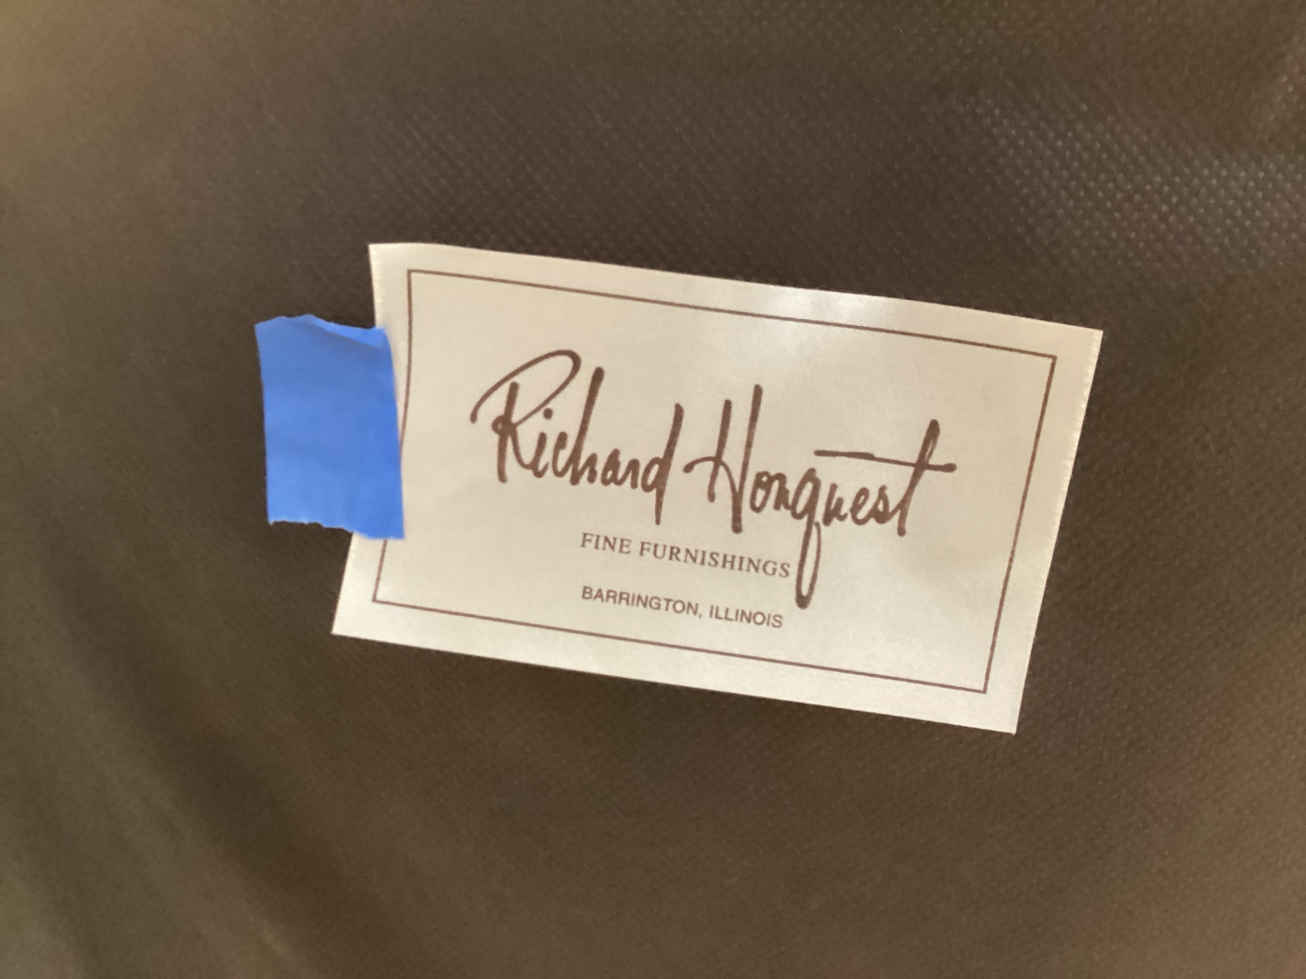 Richard Honquest
FINE FURNISHINGS
BARRINGTON, ILLINOIS